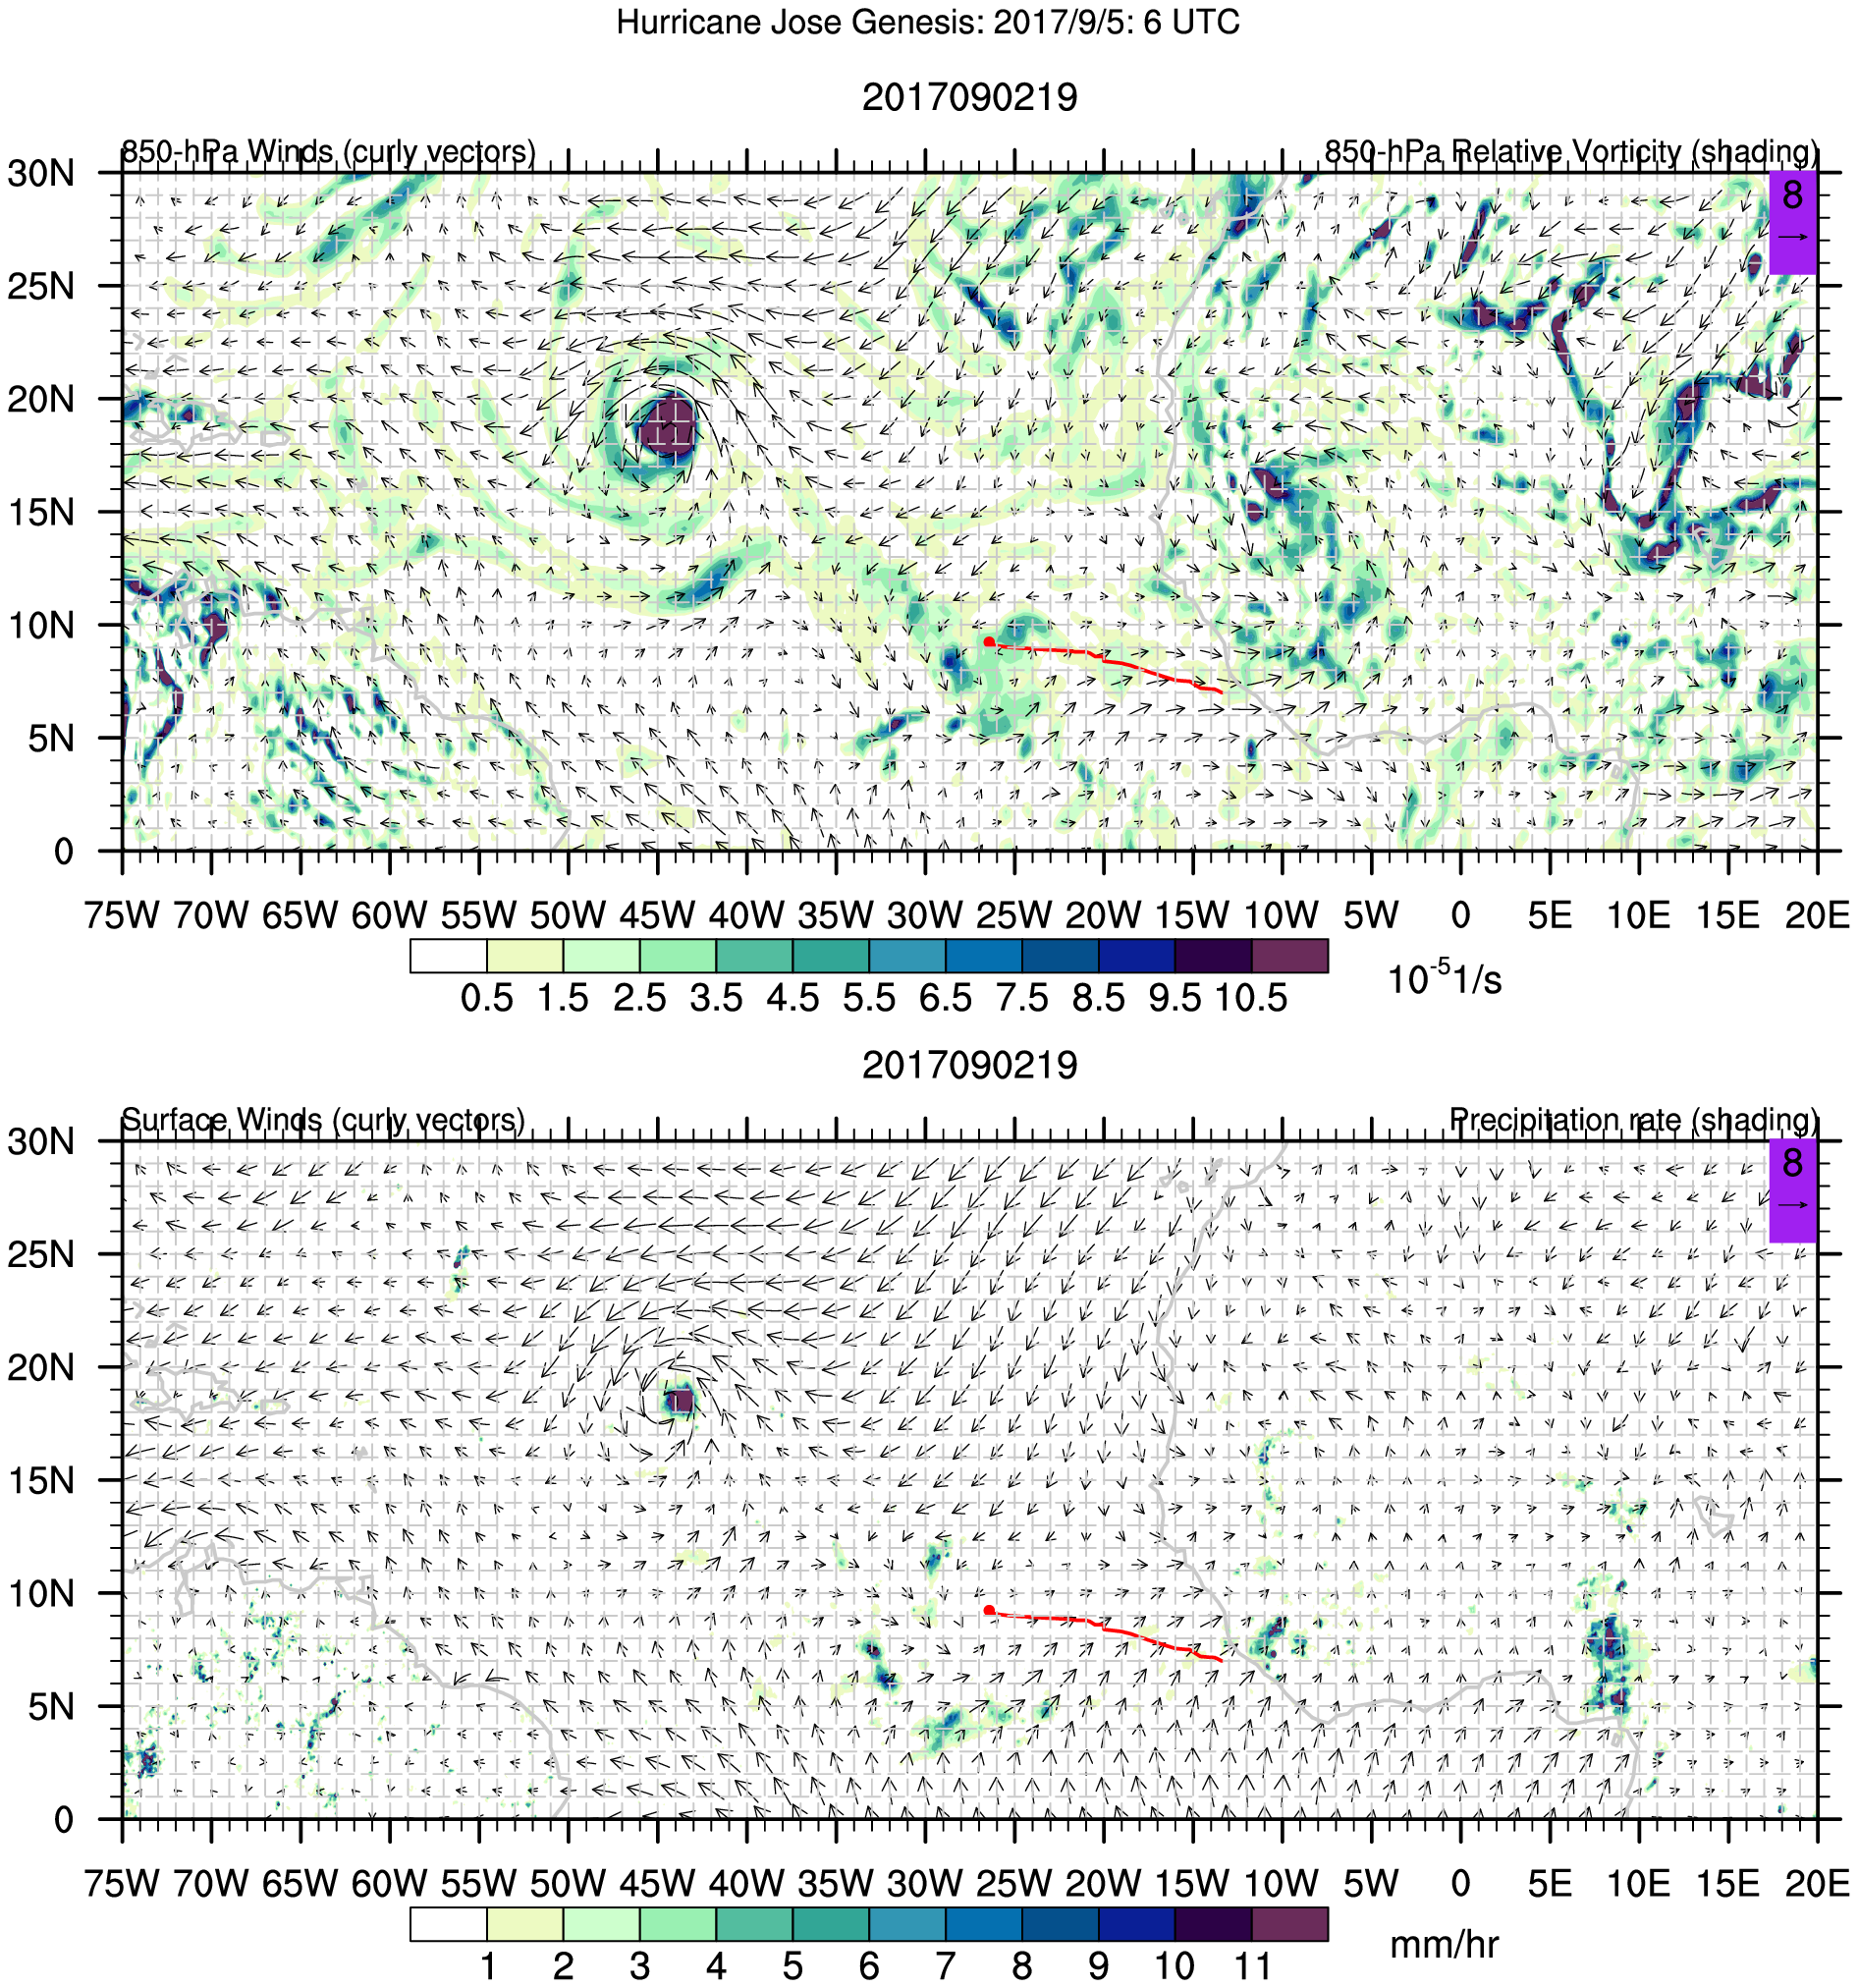 Hurricane Jose Genesis: 2017/9/5: 6 UTC
2017090219
850-hPa Winds (curly vectors) 850-hPa Relative Vorticity (shading)
8
30N
25N
20N
15N
10N
5N
0
75W 70W 65W 60W 55W 50W 45W 40W 35W 30W 25W 20W 15W 10W 5W 0 5E 10E 15E 20E
0.5 1.5 2.5 3.5 4.5 5.5 6.5 7.5 8.5 9.5 10.5
10⁻⁵1/s
2017090219
Surface Winds (curly vectors) Precipitation rate (shading)
8
30N
25N
20N
15N
10N
5N
0
75W 70W 65W 60W 55W 50W 45W 40W 35W 30W 25W 20W 15W 10W 5W 0 5E 10E 15E 20E
1 2 3 4 5 6 7 8 9 10 11
mm/hr